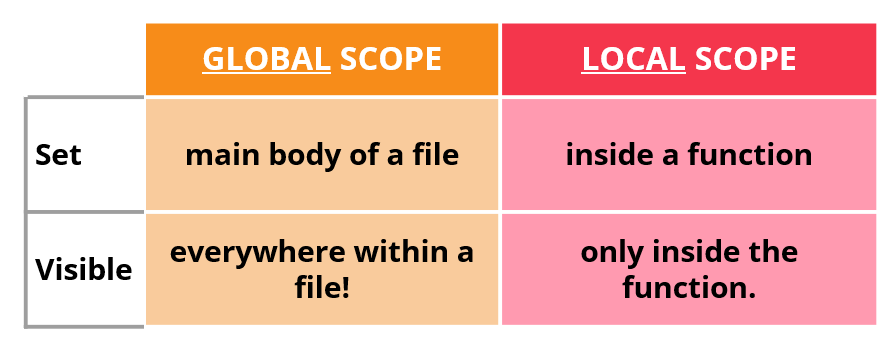 GLOBAL SCOPE
LOCAL SCOPE
Set
main body of a file
inside a function
Visible
everywhere within a
file!
only inside the
function.